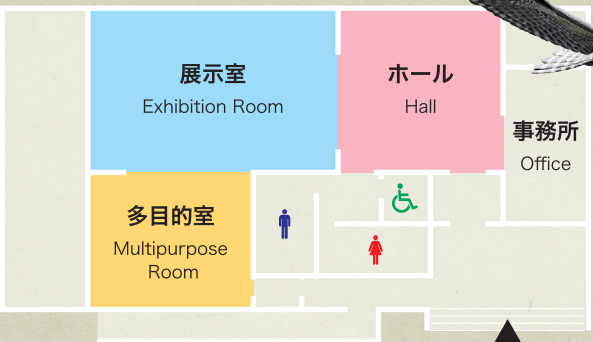 展示室
Exhibition Room
ホール
Hall
事務所
Office
多目的室
Multipurpose
Room